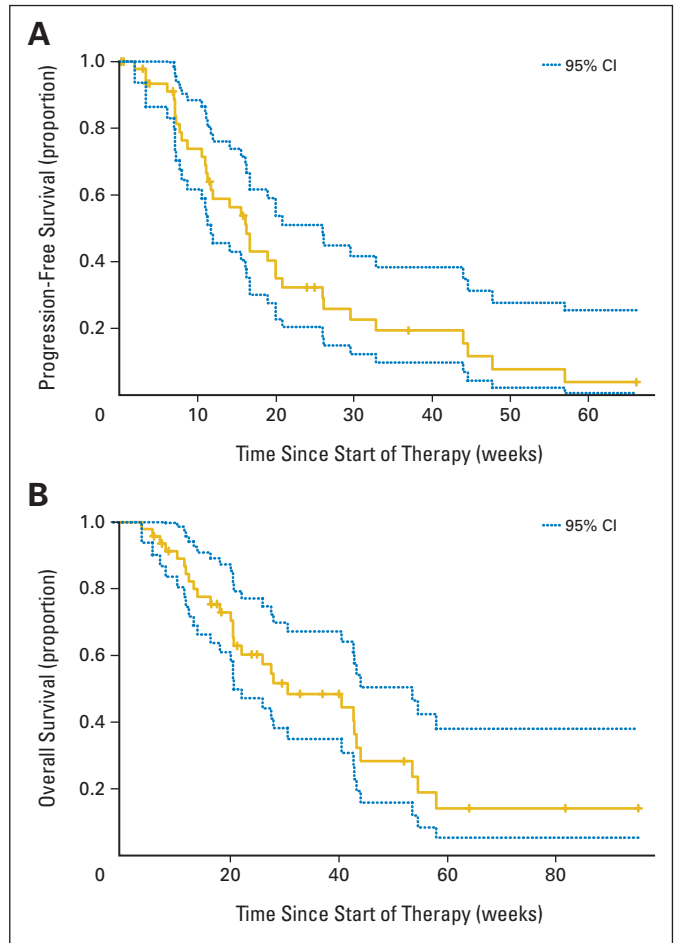 A
95% CI
Progression-Free Survival (proportion)
1.0
0.8
0.6
0.4
0.2
0 10 20 30 40 50 60
Time Since Start of Therapy (weeks)
B
95% CI
Overall Survival (proportion)
1.0
0.8
0.6
0.4
0.2
0 20 40 60 80
Time Since Start of Therapy (weeks)